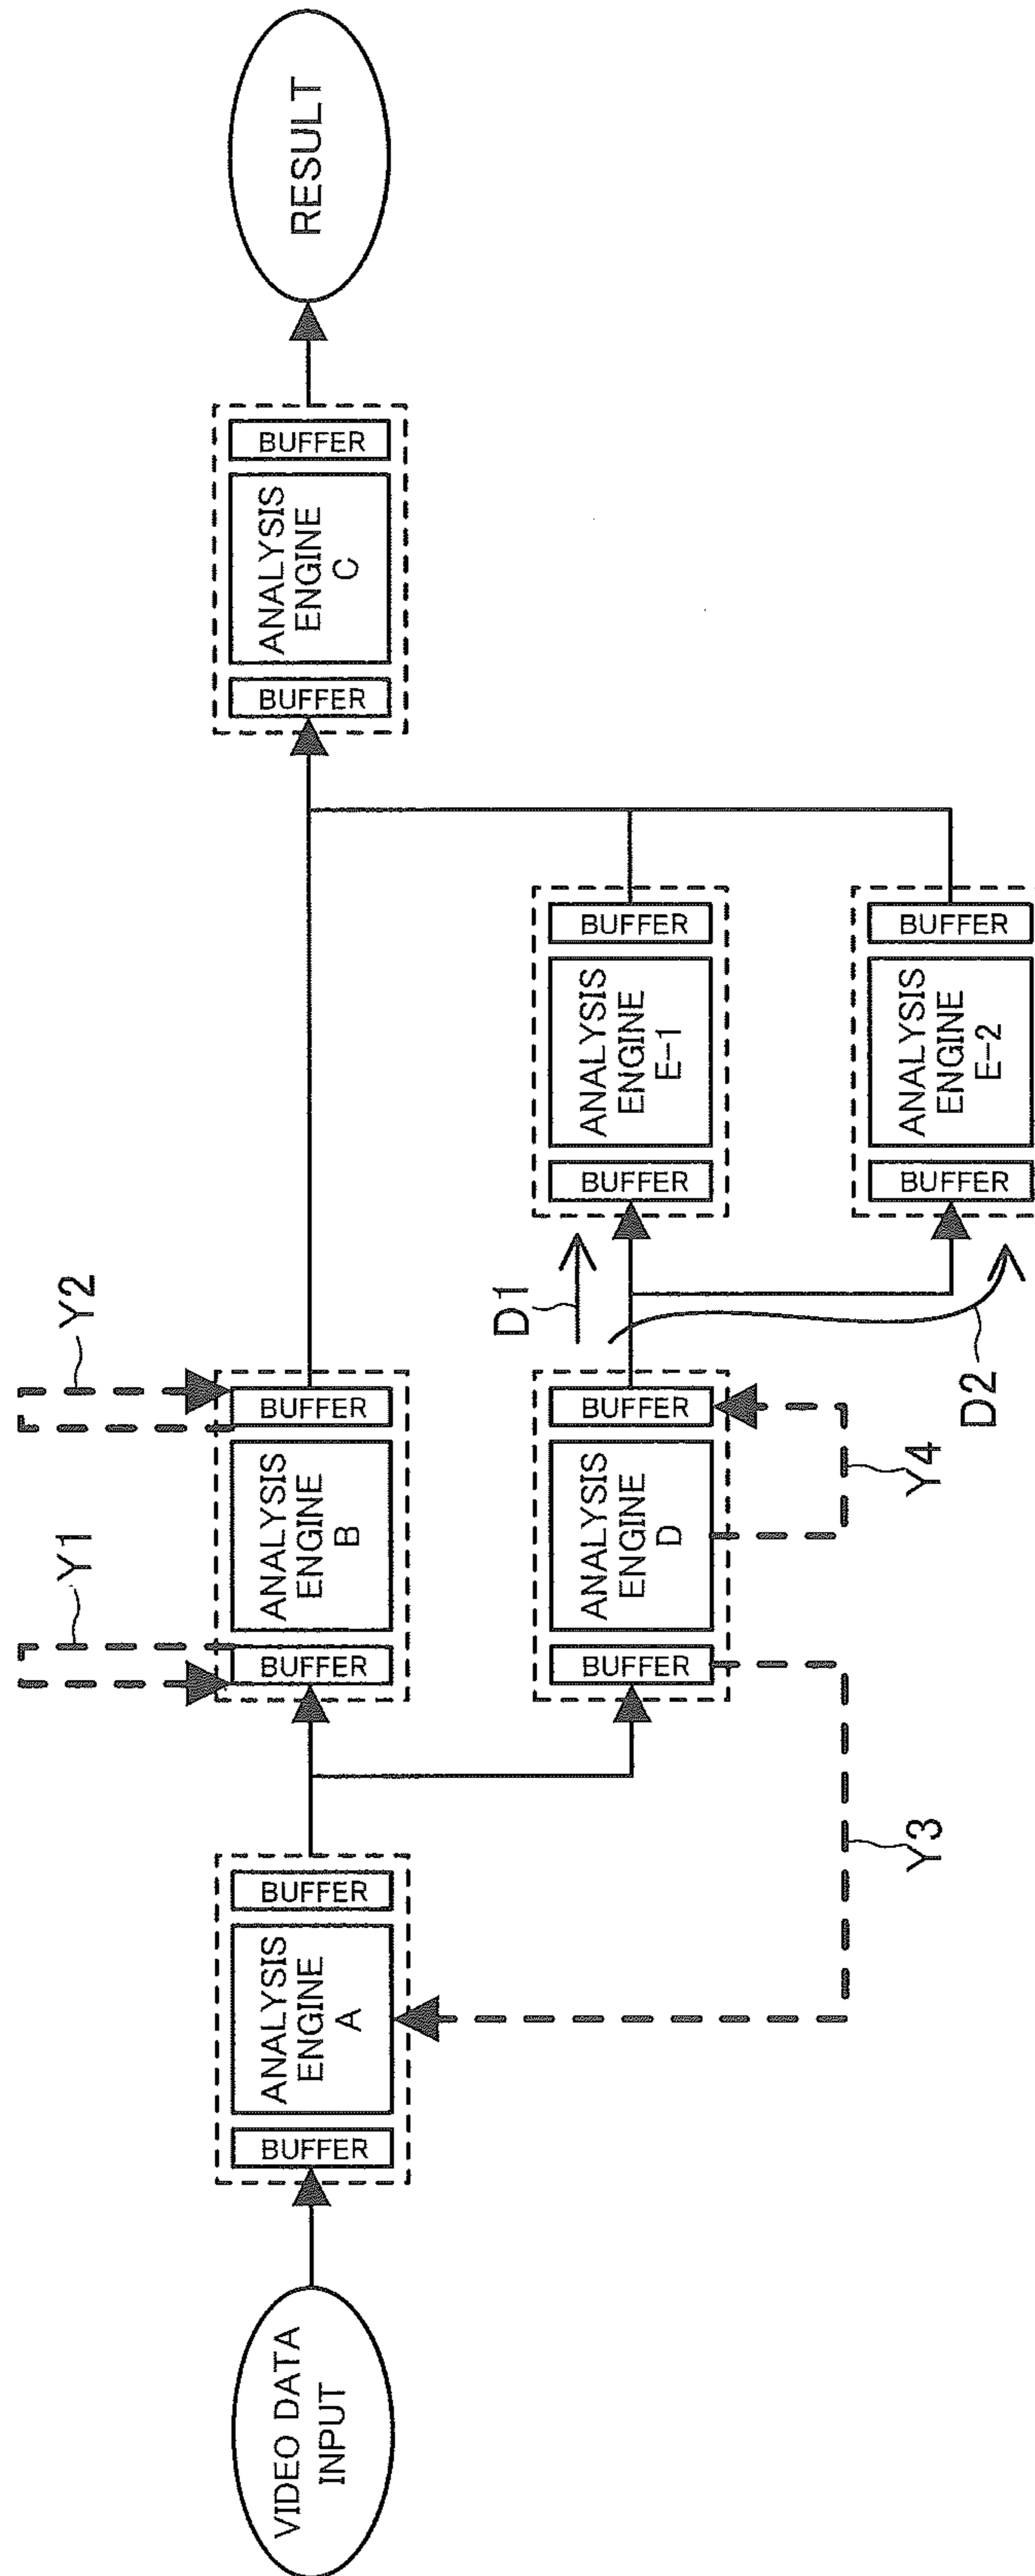 VIDEO DATA
INPUT
BUFFER
ANALYSIS
ENGINE
A
BUFFER
Y1
Y2
BUFFER
ANALYSIS
ENGINE
B
BUFFER
BUFFER
ANALYSIS
ENGINE
D
BUFFER
Y3
Y4
D1
D2
BUFFER
ANALYSIS
ENGINE
E-1
BUFFER
BUFFER
ANALYSIS
ENGINE
E-2
BUFFER
BUFFER
ANALYSIS
ENGINE
C
BUFFER
RESULT